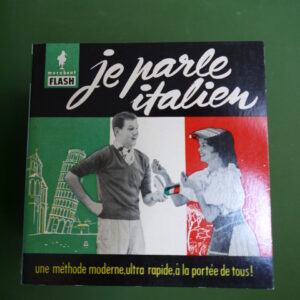 marabout
FLASH
je parle
italien
une méthode moderne, ultra rapide, à la portée de tous!